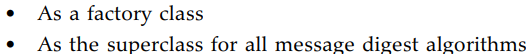 • As a factory class
• As the superclass for all message digest algorithms